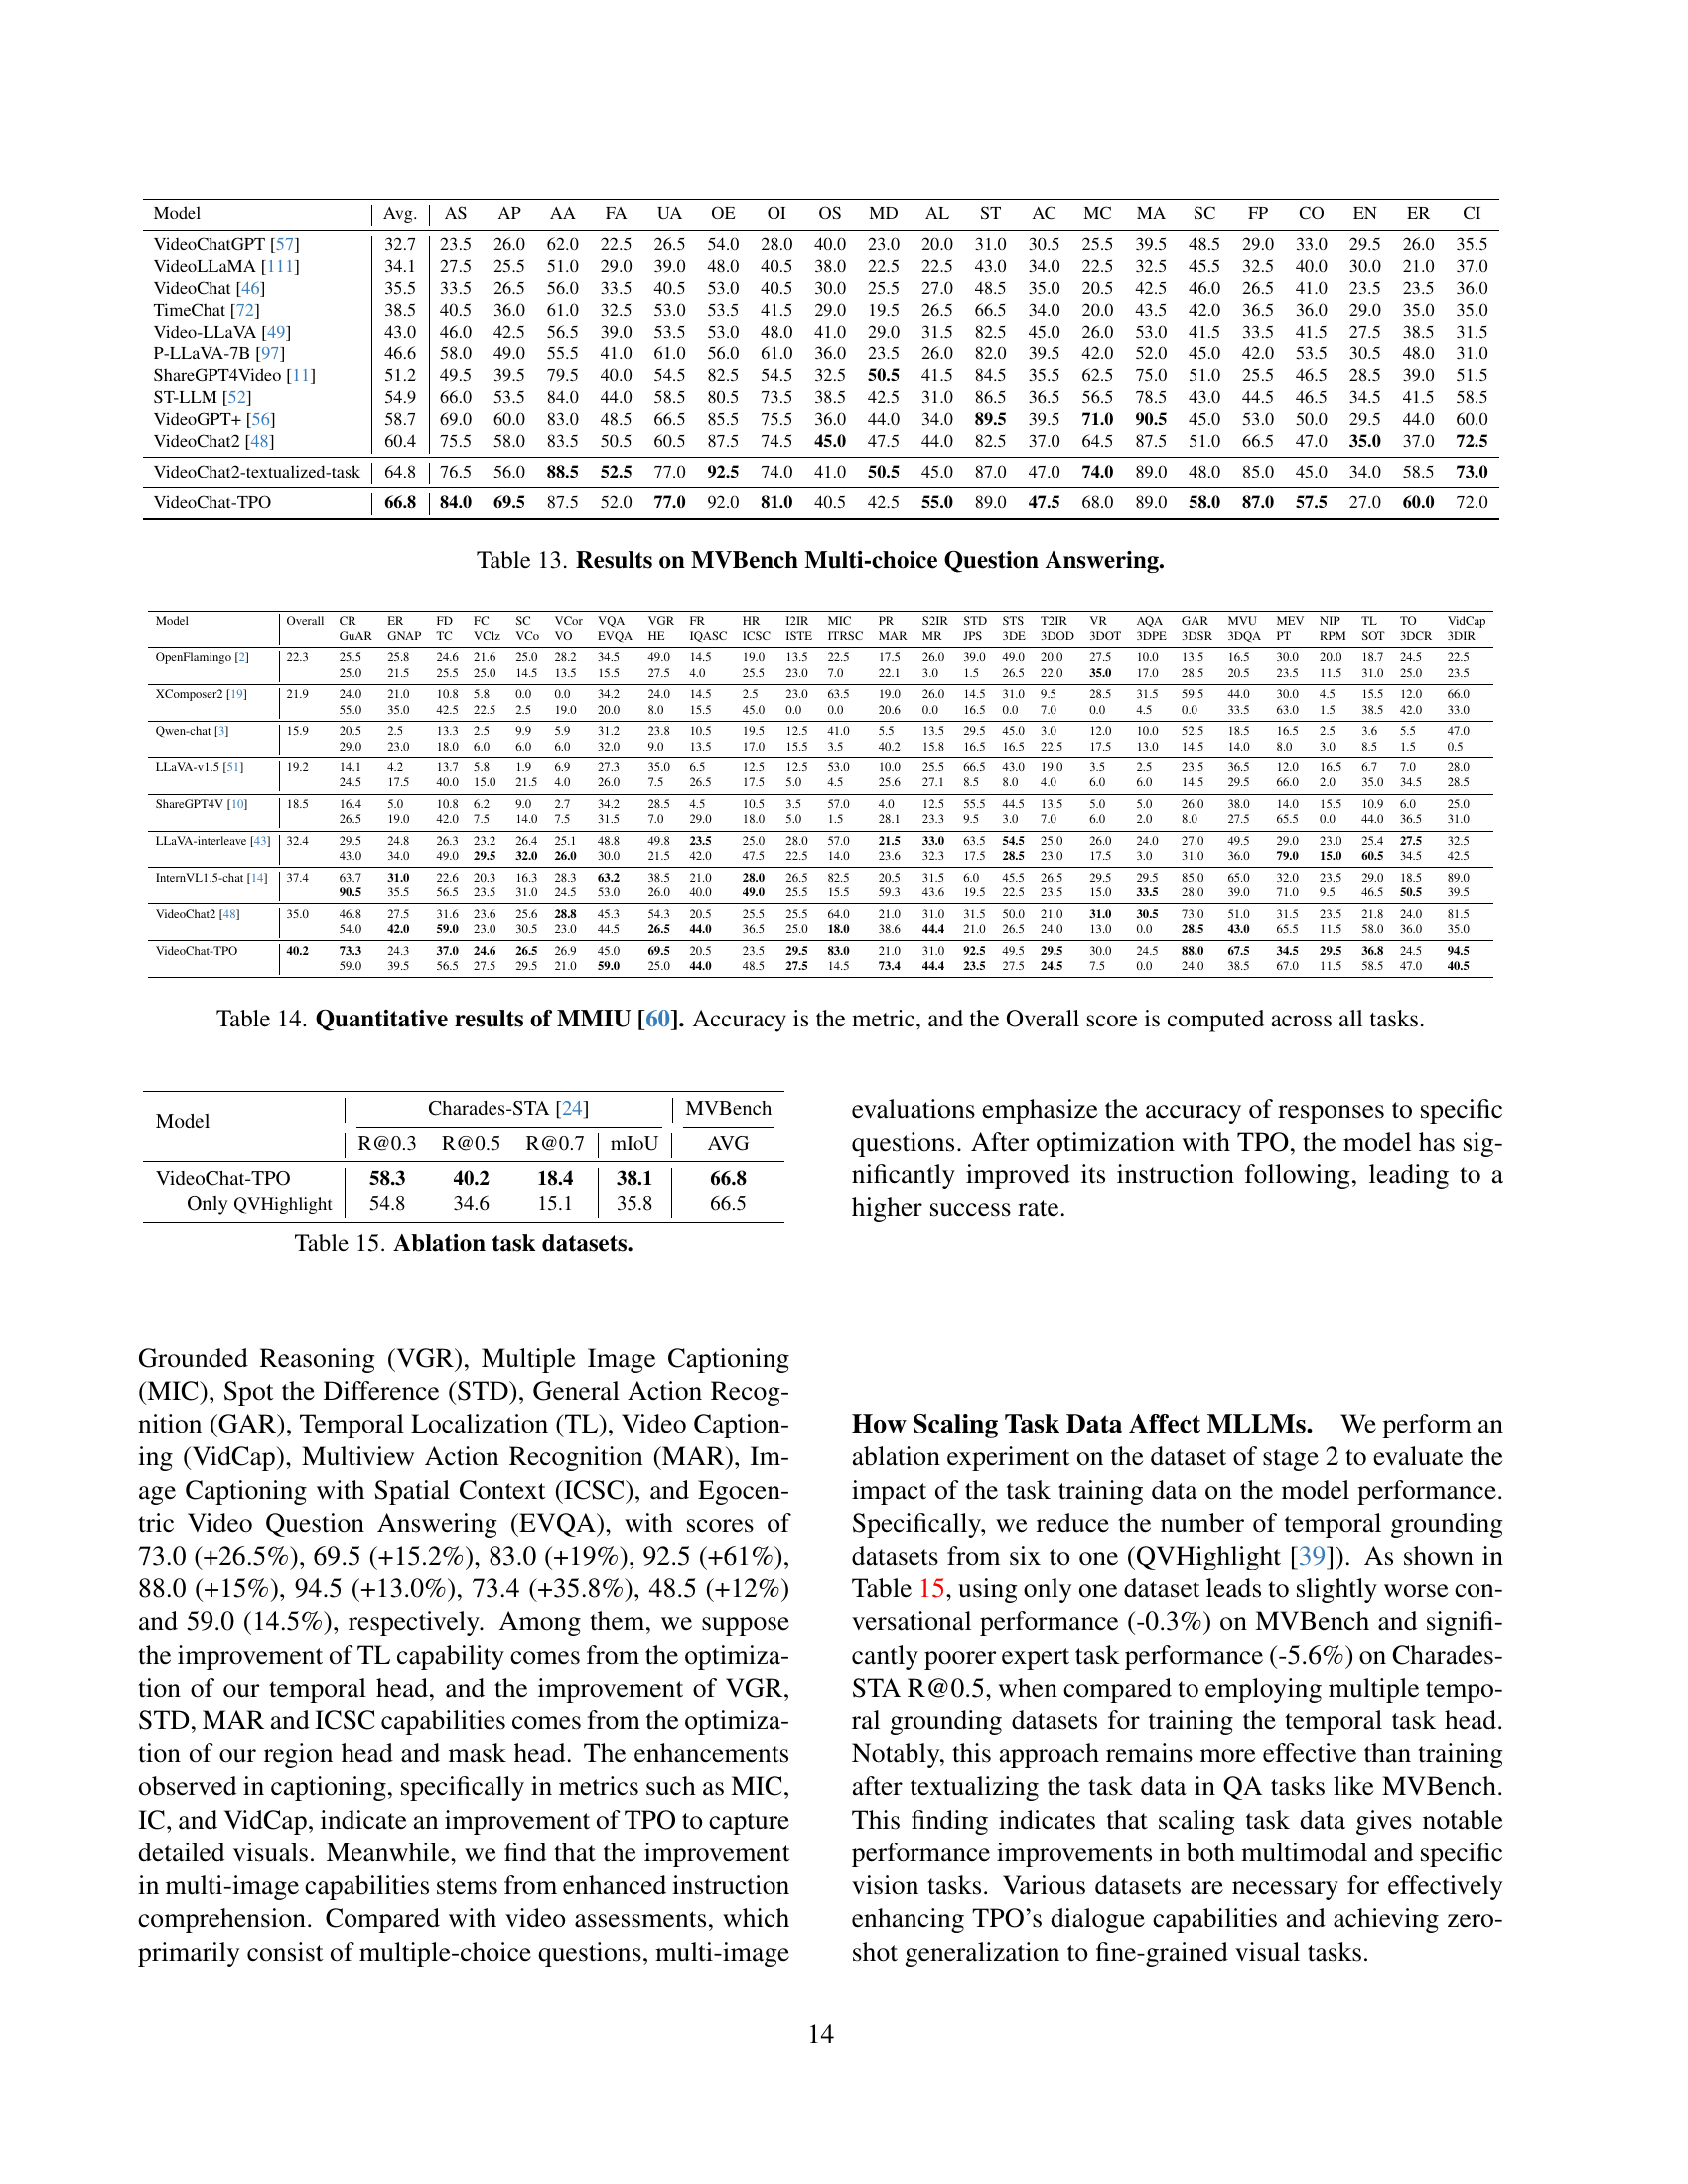 Model Avg. AS AP AA FA UA OE OI OS MD AL ST AC MC MA SC FP CO EN ER CI
VideoChatGPT [57] 32.7 23.5 26.0 62.0 22.5 26.5 54.0 28.0 40.0 23.0 20.0 31.0 30.5 25.5 39.5 48.5 29.0 33.0 29.5 26.0 35.5
VideoLLaMA [111] 34.1 27.5 25.5 51.0 29.0 39.0 48.0 40.5 38.0 22.5 22.5 43.0 34.0 22.5 32.5 45.5 32.5 40.0 30.0 21.0 37.0
VideoChat [46] 35.5 33.5 26.5 56.0 33.5 40.5 53.0 40.5 30.0 25.5 27.0 48.5 35.0 20.5 42.5 46.0 26.5 41.0 23.5 23.5 36.0
TimeChat [72] 38.5 40.5 36.0 61.0 32.5 53.0 53.5 41.5 29.0 19.5 26.5 66.5 34.0 20.0 43.5 42.0 36.5 36.0 29.0 35.0 35.0
Video-LLaVA [49] 43.0 46.0 42.5 56.5 39.0 53.5 53.0 48.0 41.0 29.0 31.5 82.5 45.0 26.0 53.0 41.5 33.5 41.5 27.5 38.5 31.5
P-LLaVA-7B [97] 46.6 58.0 49.0 55.5 41.0 61.0 56.0 61.0 36.0 23.5 26.0 82.0 39.5 42.0 52.0 45.0 42.0 53.5 30.5 48.0 31.0
ShareGPT4Video [11] 51.2 49.5 39.5 79.5 40.0 54.5 82.5 54.5 32.5 50.5 41.5 84.5 35.5 62.5 75.0 51.0 25.5 46.5 28.5 39.0 51.5
ST-LLM [52] 54.9 66.0 53.5 84.0 44.0 58.5 80.5 73.5 38.5 42.5 31.0 86.5 36.5 56.5 78.5 43.0 44.5 46.5 34.5 41.5 58.5
VideoGPT+ [56] 58.7 69.0 60.0 83.0 48.5 66.5 85.5 75.5 36.0 44.0 34.0 89.5 39.5 71.0 90.5 45.0 53.0 50.0 29.5 44.0 60.0
VideoChat2 [48] 60.4 75.5 58.0 83.5 50.5 60.5 87.5 74.5 45.0 47.5 44.0 82.5 37.0 64.5 87.5 51.0 66.5 47.0 35.0 37.0 72.5
VideoChat2-textualized-task 64.8 76.5 56.0 88.5 52.5 77.0 92.5 74.0 41.0 50.5 45.0 87.0 47.0 74.0 89.0 48.0 85.0 45.0 34.0 58.5 73.0
VideoChat-TPO 66.8 84.0 69.5 87.5 52.0 77.0 92.0 81.0 40.5 42.5 55.0 89.0 47.5 68.0 89.0 58.0 87.0 57.5 27.0 60.0 72.0
Table 13. Results on MVBench Multi-choice Question Answering.
Model Overall CR ER FD FC SC VCor VQA VGR FR HR I2IR MIC PR S2IR STD STS T2IR VR AQA GAR MVU MEV NIP TL TO VidCap
GuAR GNAP TC VClz VCo VO EVQA HE IQASC ICSC ISTE ITRSC MAR MR JPS 3DE 3DOD 3DOT 3DPE 3DSR 3DQA PT RPM SOT 3DCR 3DIR
OpenFlamingo [2] 22.3 25.5 25.8 24.6 21.6 25.0 28.2 34.5 49.0 14.5 19.0 13.5 22.5 17.5 26.0 39.0 49.0 20.0 27.5 10.0 13.5 16.5 30.0 20.0 18.7 24.5 22.5
25.0 21.5 25.5 25.0 14.5 13.5 15.5 27.5 4.0 25.5 23.0 7.0 22.1 3.0 1.5 26.5 22.0 35.0 17.0 28.5 20.5 23.5 11.5 31.0 25.0 23.5
XComposer2 [19] 21.9 24.0 21.0 10.8 5.8 0.0 0.0 34.2 24.0 14.5 2.5 23.0 63.5 19.0 26.0 14.5 31.0 9.5 28.5 31.5 59.5 44.0 30.0 4.5 15.5 12.0 66.0
55.0 35.0 42.5 22.5 2.5 19.0 20.0 8.0 15.5 45.0 0.0 0.0 20.6 0.0 16.5 0.0 7.0 0.0 4.5 0.0 33.5 63.0 1.5 38.5 42.0 33.0
Qwen-chat [3] 15.9 20.5 2.5 13.3 2.5 9.9 5.9 31.2 23.8 10.5 19.5 12.5 41.0 5.5 13.5 29.5 45.0 3.0 12.0 10.0 52.5 18.5 16.5 2.5 3.6 5.5 47.0
29.0 23.0 18.0 6.0 6.0 6.0 32.0 9.0 13.5 17.0 15.5 3.5 40.2 15.8 16.5 16.5 22.5 17.5 13.0 14.5 14.0 8.0 3.0 8.5 1.5 0.5
LLaVA-v1.5 [51] 19.2 14.1 4.2 13.7 5.8 1.9 6.9 27.3 35.0 6.5 12.5 12.5 53.0 10.0 25.5 66.5 43.0 19.0 3.5 2.5 23.5 36.5 12.0 16.5 6.7 7.0 28.0
24.5 17.5 40.0 15.0 21.5 4.0 26.0 7.5 26.5 17.5 5.0 4.5 25.6 27.1 8.5 8.0 4.0 6.0 6.0 14.5 29.5 66.0 2.0 35.0 34.5 28.5
ShareGPT4V [10] 18.5 16.4 5.0 10.8 6.2 9.0 2.7 34.2 28.5 4.5 10.5 3.5 57.0 4.0 12.5 55.5 44.5 13.5 5.0 5.0 26.0 38.0 14.0 15.5 10.9 6.0 25.0
26.5 19.0 42.0 7.5 14.0 7.5 31.5 7.0 29.0 18.0 5.0 1.5 28.1 23.3 9.5 3.0 7.0 6.0 2.0 8.0 27.5 65.5 0.0 44.0 36.5 31.0
LLaVA-interleave [43] 32.4 29.5 24.8 26.3 23.2 26.4 25.1 48.8 49.8 23.5 25.0 28.0 57.0 21.5 33.0 63.5 54.5 25.0 26.0 24.0 27.0 49.5 29.0 23.0 25.4 27.5 32.5
43.0 34.0 49.0 29.5 32.0 26.0 30.0 21.5 42.0 47.5 22.5 14.0 23.6 32.3 17.5 28.5 23.0 17.5 3.0 31.0 36.0 79.0 15.0 60.5 34.5 42.5
InternVL1.5-chat [14] 37.4 63.7 31.0 22.6 20.3 16.3 28.3 63.2 38.5 21.0 28.0 26.5 82.5 20.5 31.5 6.0 45.5 26.5 29.5 29.5 85.0 65.0 32.0 23.5 29.0 18.5 89.0
90.5 35.5 56.5 23.5 31.0 24.5 53.0 26.0 40.0 49.0 25.5 15.5 59.3 43.6 19.5 22.5 23.5 15.0 33.5 28.0 39.0 71.0 9.5 46.5 50.5 39.5
VideoChat2 [48] 35.0 46.8 27.5 31.6 23.6 25.6 28.8 45.3 54.3 20.5 25.5 25.5 64.0 21.0 31.0 31.5 50.0 21.0 31.0 30.5 73.0 51.0 31.5 23.5 21.8 24.0 81.5
54.0 42.0 59.0 23.0 30.5 23.0 44.5 26.5 44.0 36.5 25.0 18.0 38.6 44.4 21.0 26.5 24.0 13.0 0.0 28.5 43.0 65.5 11.5 58.0 36.0 35.0
VideoChat-TPO 40.2 73.3 24.3 37.0 24.6 26.5 26.9 45.0 69.5 20.5 23.5 29.5 83.0 21.0 31.0 92.5 49.5 29.5 30.0 24.5 88.0 67.5 34.5 29.5 36.8 24.5 94.5
59.0 39.5 56.5 27.5 29.5 21.0 59.0 25.0 44.0 48.5 27.5 14.5 73.4 44.4 23.5 27.5 24.5 7.5 0.0 24.0 38.5 67.0 11.5 58.5 47.0 40.5
Table 14. Quantitative results of MMIU [60]. Accuracy is the metric, and the Overall score is computed across all tasks.
Model Charades-STA [24] MVBench
R@0.3 R@0.5 R@0.7 mIoU AVG
VideoChat-TPO 58.3 40.2 18.4 38.1 66.8
Only QVHighlight 54.8 34.6 15.1 35.8 66.5
Table 15. Ablation task datasets.
Grounded Reasoning (VGR), Multiple Image Captioning
(MIC), Spot the Difference (STD), General Action Recog-
nition (GAR), Temporal Localization (TL), Video Caption-
ing (VidCap), Multiview Action Recognition (MAR), Im-
age Captioning with Spatial Context (ICSC), and Egocen-
tric Video Question Answering (EVQA), with scores of
73.0 (+26.5%), 69.5 (+15.2%), 83.0 (+19%), 92.5 (+61%),
88.0 (+15%), 94.5 (+13.0%), 73.4 (+35.8%), 48.5 (+12%)
and 59.0 (14.5%), respectively. Among them, we suppose
the improvement of TL capability comes from the optimiza-
tion of our temporal head, and the improvement of VGR,
STD, MAR and ICSC capabilities comes from the optimiza-
tion of our region head and mask head. The enhancements
observed in captioning, specifically in metrics such as MIC,
IC, and VidCap, indicate an improvement of TPO to capture
detailed visuals. Meanwhile, we find that the improvement
in multi-image capabilities stems from enhanced instruction
comprehension. Compared with video assessments, which
primarily consist of multiple-choice questions, multi-image
evaluations emphasize the accuracy of responses to specific
questions. After optimization with TPO, the model has sig-
nificantly improved its instruction following, leading to a
higher success rate.
How Scaling Task Data Affect MLLMs. We perform an
ablation experiment on the dataset of stage 2 to evaluate the
impact of the task training data on the model performance.
Specifically, we reduce the number of temporal grounding
datasets from six to one (QVHighlight [39]). As shown in
Table 15, using only one dataset leads to slightly worse con-
versational performance (-0.3%) on MVBench and signifi-
cantly poorer expert task performance (-5.6%) on Charades-
STA R@0.5, when compared to employing multiple tempo-
ral grounding datasets for training the temporal task head.
Notably, this approach remains more effective than training
after textualizing the task data in QA tasks like MVBench.
This finding indicates that scaling task data gives notable
performance improvements in both multimodal and specific
vision tasks. Various datasets are necessary for effectively
enhancing TPO's dialogue capabilities and achieving zero-
shot generalization to fine-grained visual tasks.
14